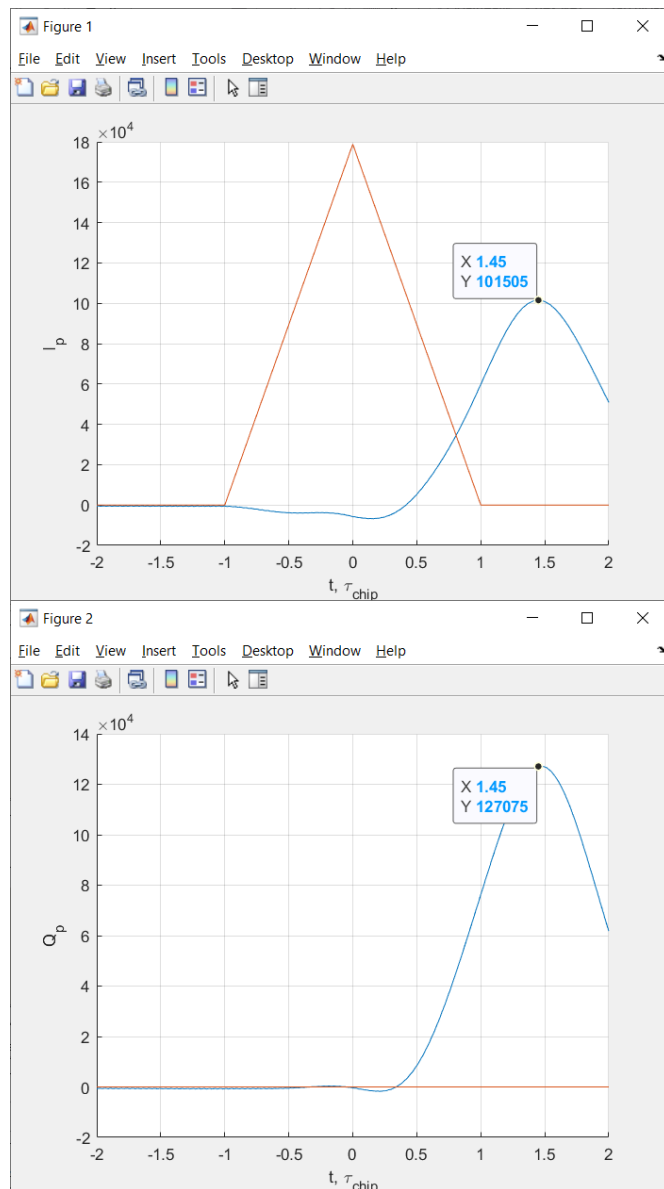 Figure 1
File Edit View Insert Tools Desktop Window Help
×10⁴
18
16
14
12
10
8
6
4
2
0
-2
I_p
X 1.45
Y 101505
-2 -1.5 -1 -0.5 0 0.5 1 1.5 2
t, τ_chip
Figure 2
File Edit View Insert Tools Desktop Window Help
×10⁴
14
12
10
8
6
4
2
0
-2
Q_p
X 1.45
Y 127075
-2 -1.5 -1 -0.5 0 0.5 1 1.5 2
t, τ_chip